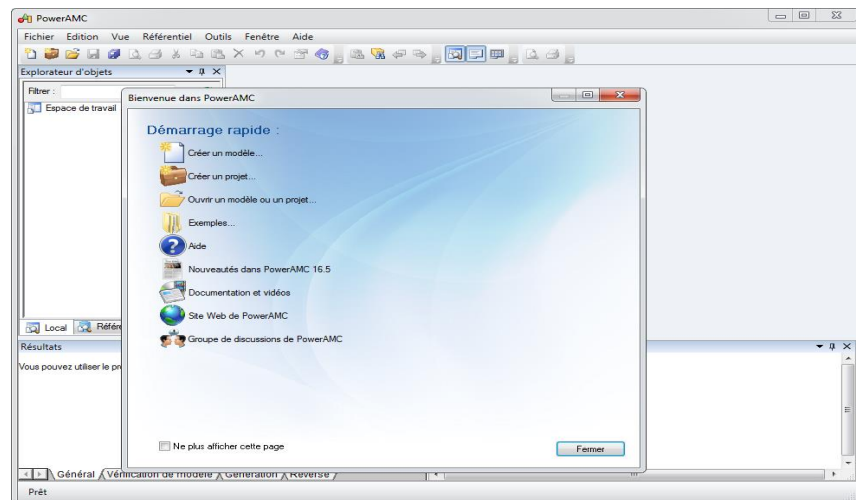 PowerAMC
Fichier Edition Vue Référentiel Outils Fenêtre Aide
Explorateur d'objets
Filtrer :
Espace de travail
Bienvenue dans PowerAMC
Démarrage rapide :
Créer un modèle...
Créer un projet...
Ouvrir un modèle ou un projet...
Exemples...
Aide
Nouveautés dans PowerAMC 16.5
Documentation et vidéos
Site Web de PowerAMC
Groupe de discussions de PowerAMC
Ne plus afficher cette page
Fermer
Local Référe
Résultats
Vous pouvez utiliser le pr
Général Vérification de modèle Génération Reverse
Prêt